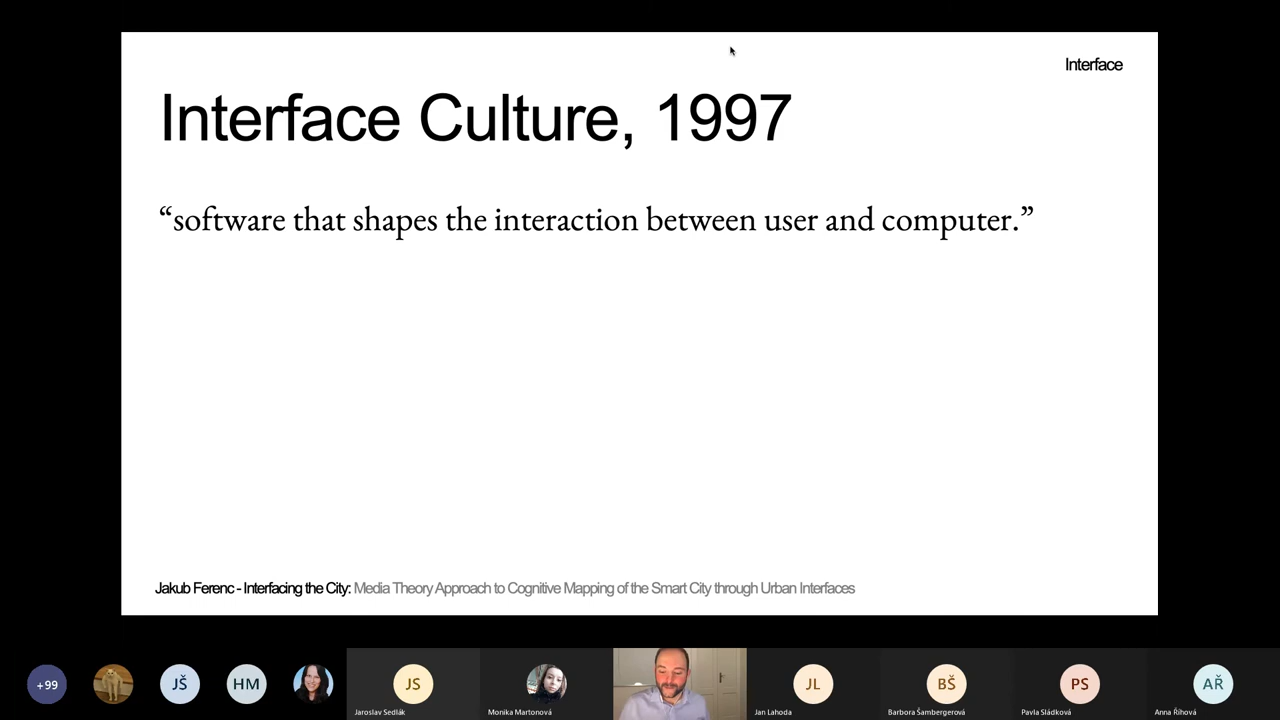 Interface
Interface Culture, 1997
“software that shapes the interaction between user and computer.”
Jakub Ferenc - Interfacing the City: Media Theory Approach to Cognitive Mapping of the Smart City through Urban Interfaces
+99
JŠ
HM
JS
JL
BŠ
PS
AŘ
Jaroslav Sedlák
Monika Martonová
Jan Lahoda
Barbora Šambergerová
Pavla Sládková
Anna Říhová